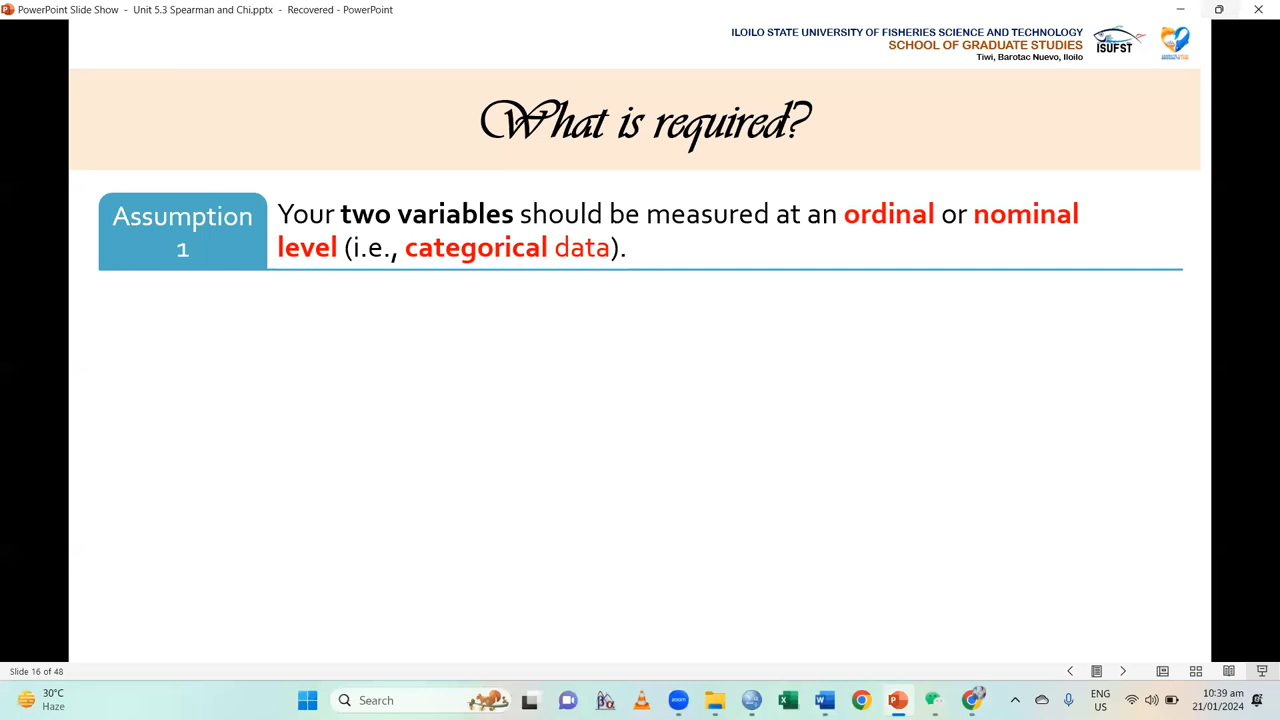 PowerPoint Slide Show - Unit 5.3 Spearman and Chi.pptx - Recovered - PowerPoint
ILOILO STATE UNIVERSITY OF FISHERIES SCIENCE AND TECHNOLOGY
SCHOOL OF GRADUATE STUDIES
Tiwi, Barotac Nuevo, Iloilo
ISUFST
What is required?
Assumption
1
Your two variables should be measured at an ordinal or nominal
level (i.e., categorical data).
Slide 16 of 48
30°C
Haze
Search
zoom
ENG
US
10:39 am
21/01/2024